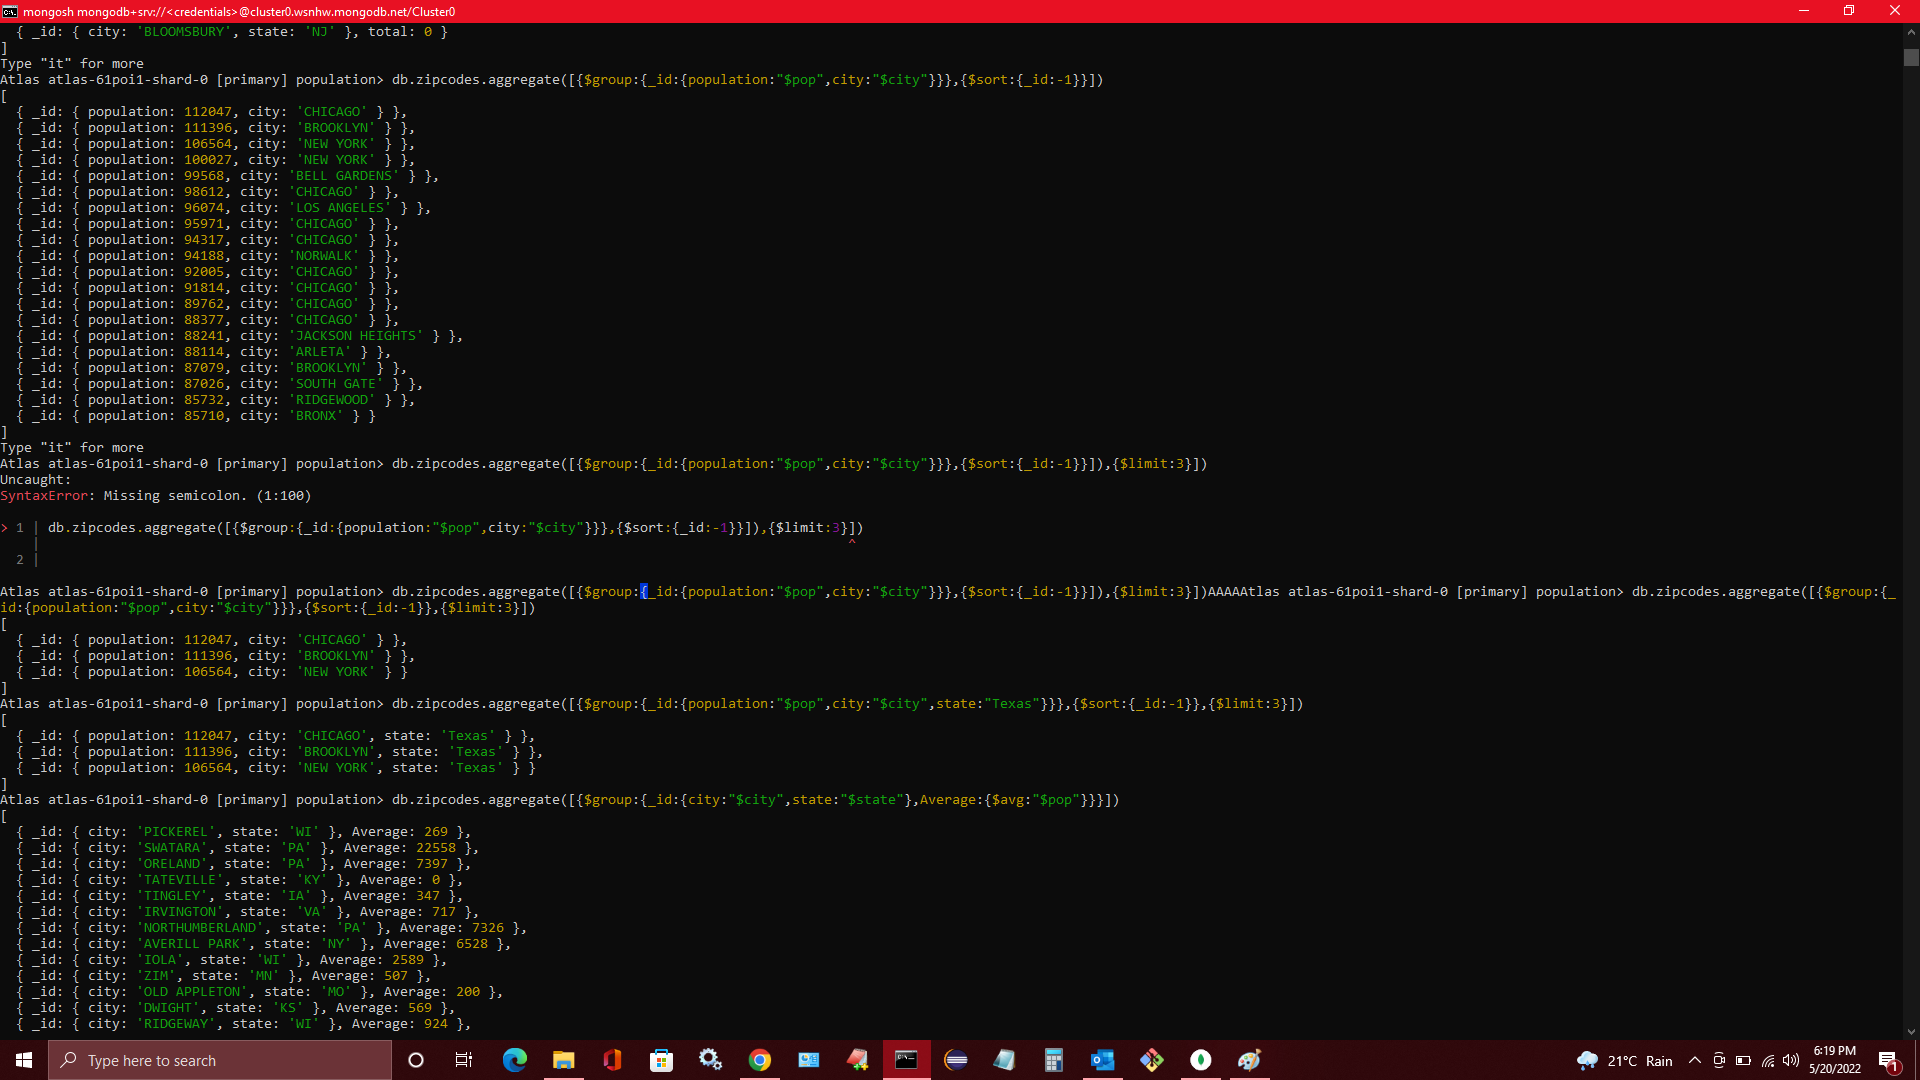 mongosh mongodb+srv://<credentials>@cluster0.wsnhw.mongodb.net/Cluster0
  { _id: { city: 'BLOOMSBURY', state: 'NJ' }, total: 0 }
]
Type "it" for more
Atlas atlas-61poi1-shard-0 [primary] population> db.zipcodes.aggregate([{$group:{_id:{population:"$pop",city:"$city"}}},{$sort:{_id:-1}}])
[
  { _id: { population: 112047, city: 'CHICAGO' } },
  { _id: { population: 111396, city: 'BROOKLYN' } },
  { _id: { population: 106564, city: 'NEW YORK' } },
  { _id: { population: 100027, city: 'NEW YORK' } },
  { _id: { population: 99568, city: 'BELL GARDENS' } },
  { _id: { population: 98612, city: 'CHICAGO' } },
  { _id: { population: 96074, city: 'LOS ANGELES' } },
  { _id: { population: 95971, city: 'CHICAGO' } },
  { _id: { population: 94317, city: 'CHICAGO' } },
  { _id: { population: 94188, city: 'NORWALK' } },
  { _id: { population: 92005, city: 'CHICAGO' } },
  { _id: { population: 91814, city: 'CHICAGO' } },
  { _id: { population: 89762, city: 'CHICAGO' } },
  { _id: { population: 88377, city: 'CHICAGO' } },
  { _id: { population: 88241, city: 'JACKSON HEIGHTS' } },
  { _id: { population: 88114, city: 'ARLETA' } },
  { _id: { population: 87079, city: 'BROOKLYN' } },
  { _id: { population: 87026, city: 'SOUTH GATE' } },
  { _id: { population: 85732, city: 'RIDGEWOOD' } },
  { _id: { population: 85710, city: 'BRONX' } }
]
Type "it" for more
Atlas atlas-61poi1-shard-0 [primary] population> db.zipcodes.aggregate([{$group:{_id:{population:"$pop",city:"$city"}}},{$sort:{_id:-1}}]),{$limit:3}])
Uncaught:
SyntaxError: Missing semicolon. (1:100)
> 1 | db.zipcodes.aggregate([{$group:{_id:{population:"$pop",city:"$city"}}},{$sort:{_id:-1}}]),{$limit:3}])
    | ^
  2 |
Atlas atlas-61poi1-shard-0 [primary] population> db.zipcodes.aggregate([{$group:{_id:{population:"$pop",city:"$city"}}},{$sort:{_id:-1}}]),{$limit:3}])AAAAAtlas atlas-61poi1-shard-0 [primary] population> db.zipcodes.aggregate([{$group:{_
id:{population:"$pop",city:"$city"}}},{$sort:{_id:-1}},{$limit:3}])
[
  { _id: { population: 112047, city: 'CHICAGO' } },
  { _id: { population: 111396, city: 'BROOKLYN' } },
  { _id: { population: 106564, city: 'NEW YORK' } }
]
Atlas atlas-61poi1-shard-0 [primary] population> db.zipcodes.aggregate([{$group:{_id:{population:"$pop",city:"$city",state:"Texas"}}},{$sort:{_id:-1}},{$limit:3}])
[
  { _id: { population: 112047, city: 'CHICAGO', state: 'Texas' } },
  { _id: { population: 111396, city: 'BROOKLYN', state: 'Texas' } },
  { _id: { population: 106564, city: 'NEW YORK', state: 'Texas' } }
]
Atlas atlas-61poi1-shard-0 [primary] population> db.zipcodes.aggregate([{$group:{_id:{city:"$city",state:"$state"},Average:{$avg:"$pop"}}}])
[
  { _id: { city: 'PICKEREL', state: 'WI' }, Average: 269 },
  { _id: { city: 'SWATARA', state: 'PA' }, Average: 22558 },
  { _id: { city: 'ORELAND', state: 'PA' }, Average: 7397 },
  { _id: { city: 'TATEVILLE', state: 'KY' }, Average: 0 },
  { _id: { city: 'TINGLEY', state: 'IA' }, Average: 347 },
  { _id: { city: 'IRVINGTON', state: 'VA' }, Average: 717 },
  { _id: { city: 'NORTHUMBERLAND', state: 'PA' }, Average: 7326 },
  { _id: { city: 'AVERILL PARK', state: 'NY' }, Average: 6528 },
  { _id: { city: 'IOLA', state: 'WI' }, Average: 2589 },
  { _id: { city: 'ZIM', state: 'MN' }, Average: 507 },
  { _id: { city: 'OLD APPLETON', state: 'MO' }, Average: 200 },
  { _id: { city: 'DWIGHT', state: 'KS' }, Average: 569 },
  { _id: { city: 'RIDGEWAY', state: 'WI' }, Average: 924 },
Type here to search
21°C Rain
6:19 PM
5/20/2022
1